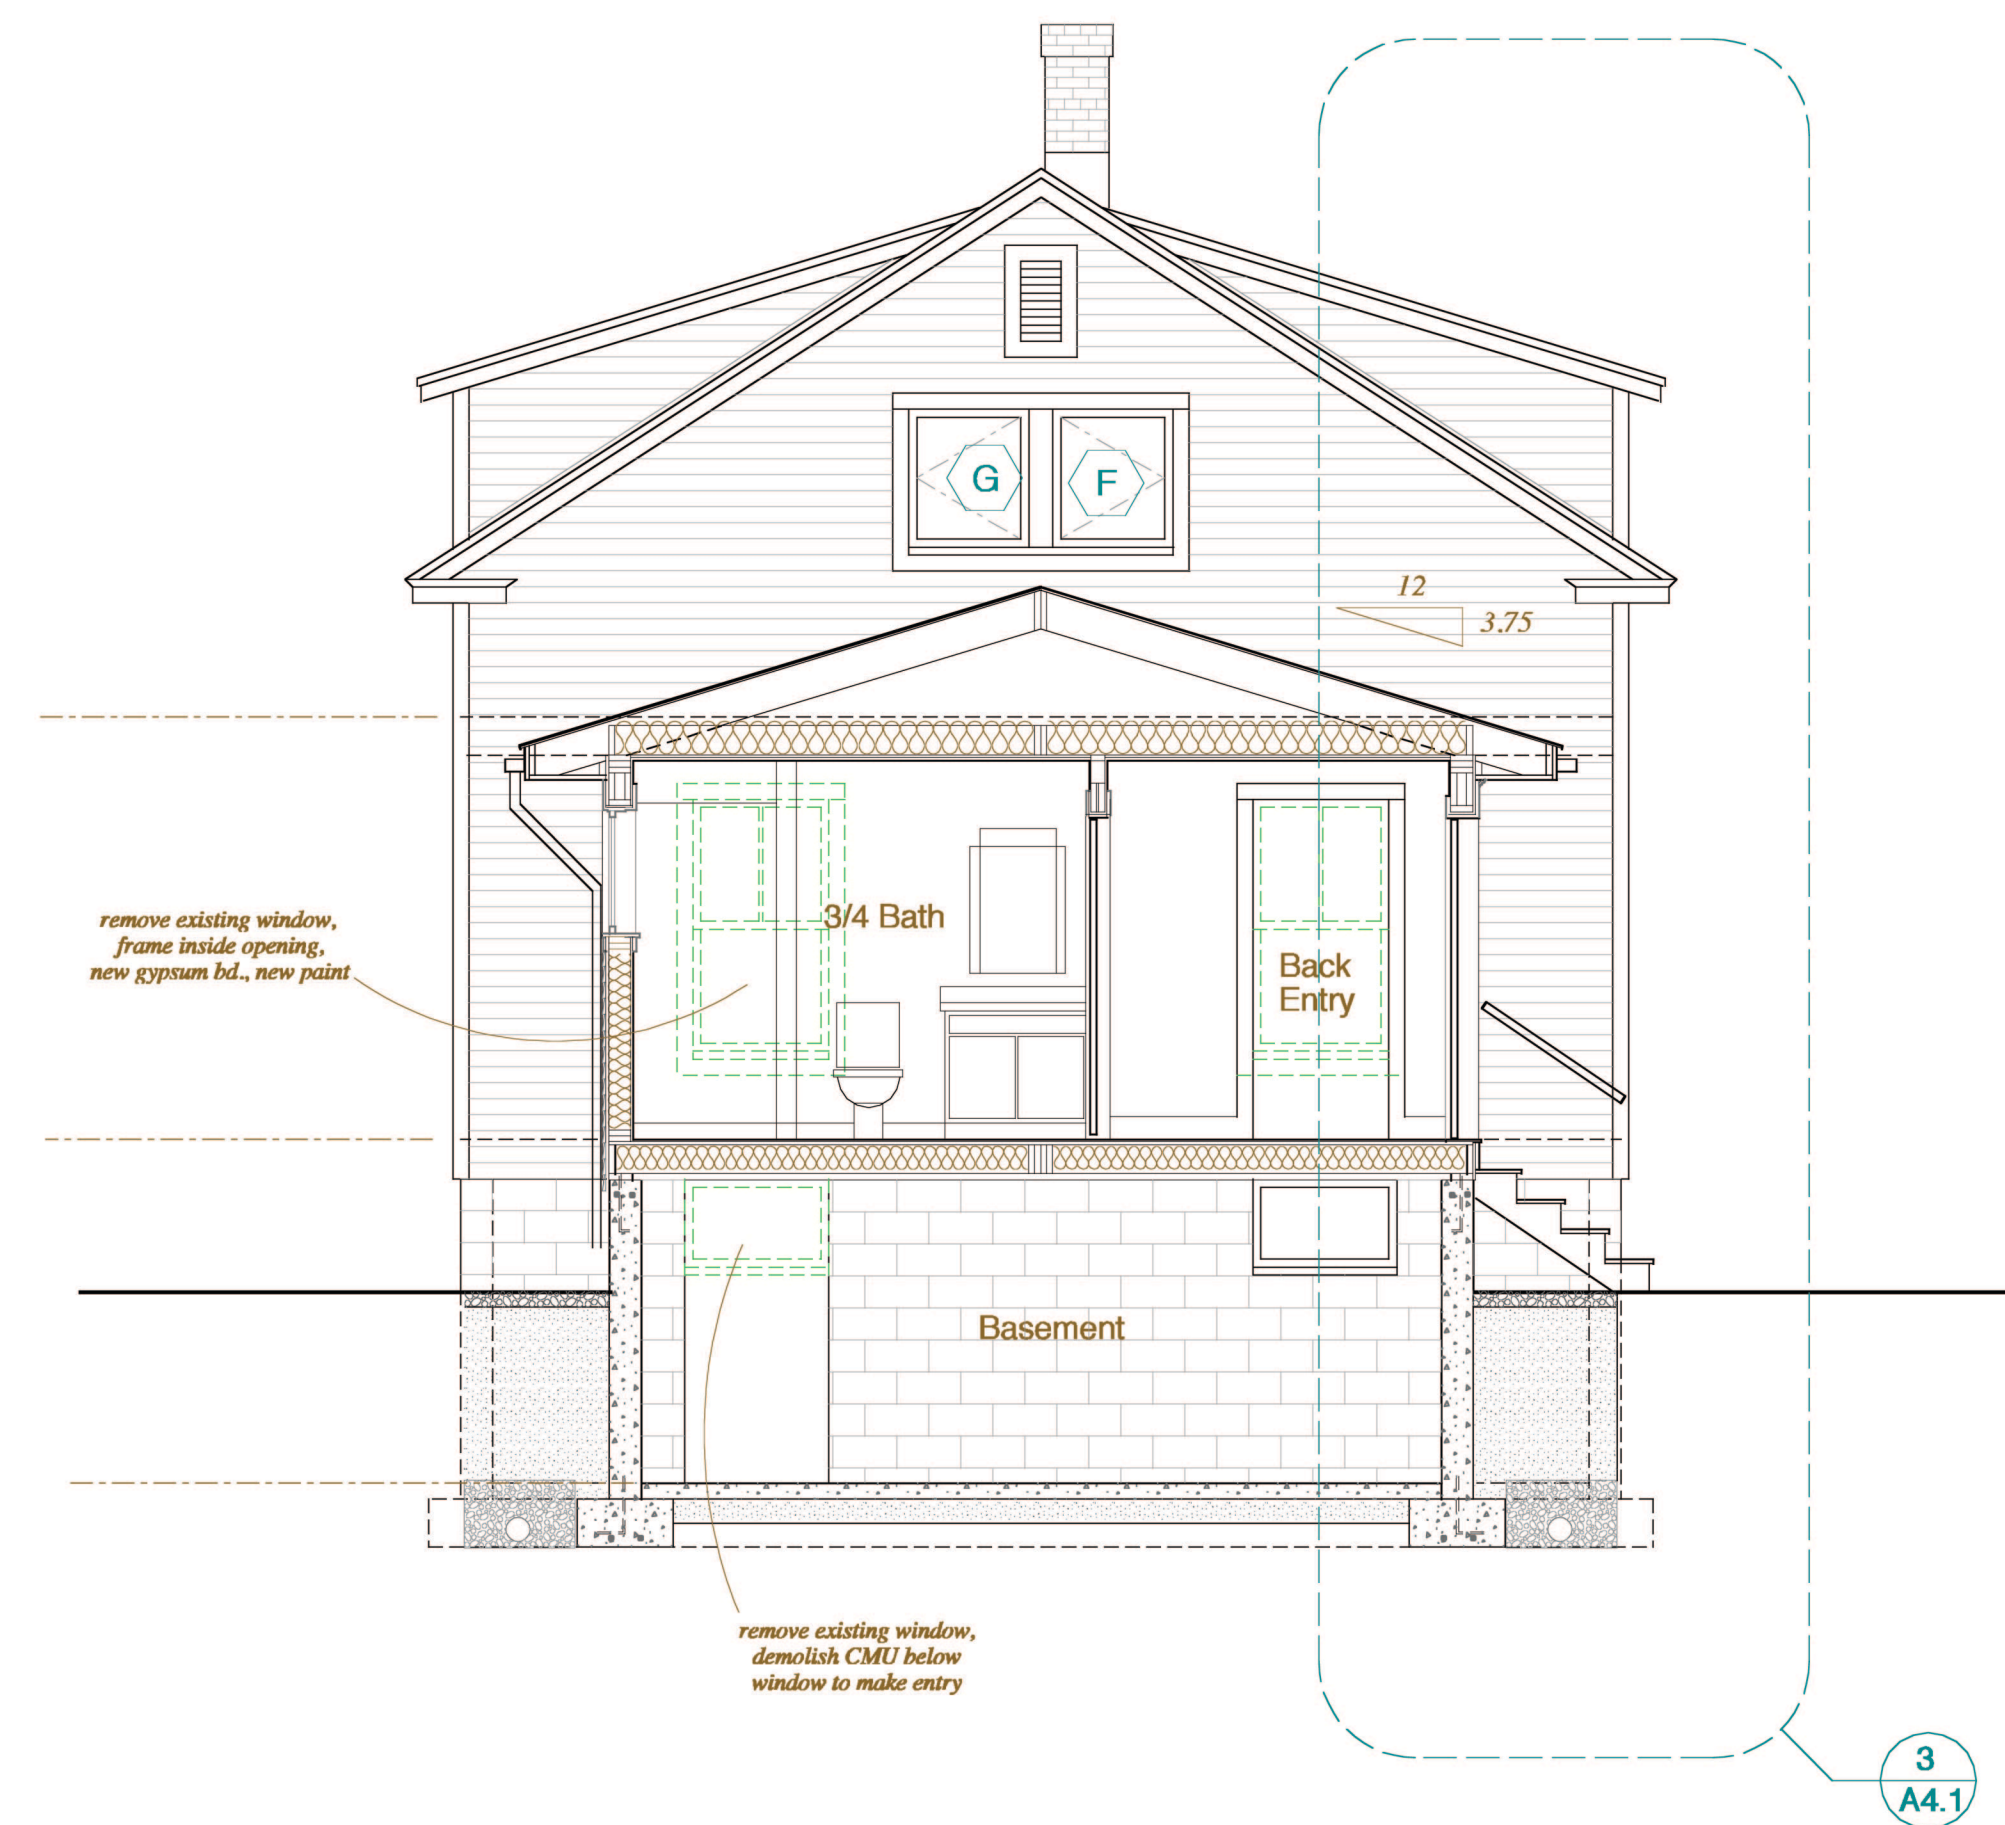 G
F
12
3.75
remove existing window,
frame inside opening,
new gypsum bd., new paint
3/4 Bath
Back
Entry
Basement
remove existing window,
demolish CMU below
window to make entry
3
A4.1